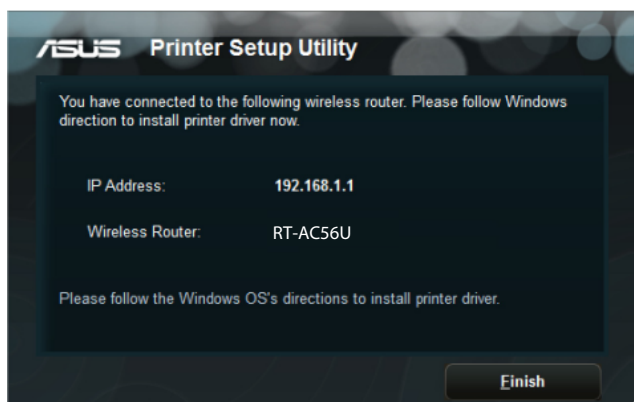 ASUS Printer Setup Utility
You have connected to the following wireless router. Please follow Windows
direction to install printer driver now.
IP Address: 192.168.1.1
Wireless Router: RT-AC56U
Please follow the Windows OS's directions to install printer driver.
Finish